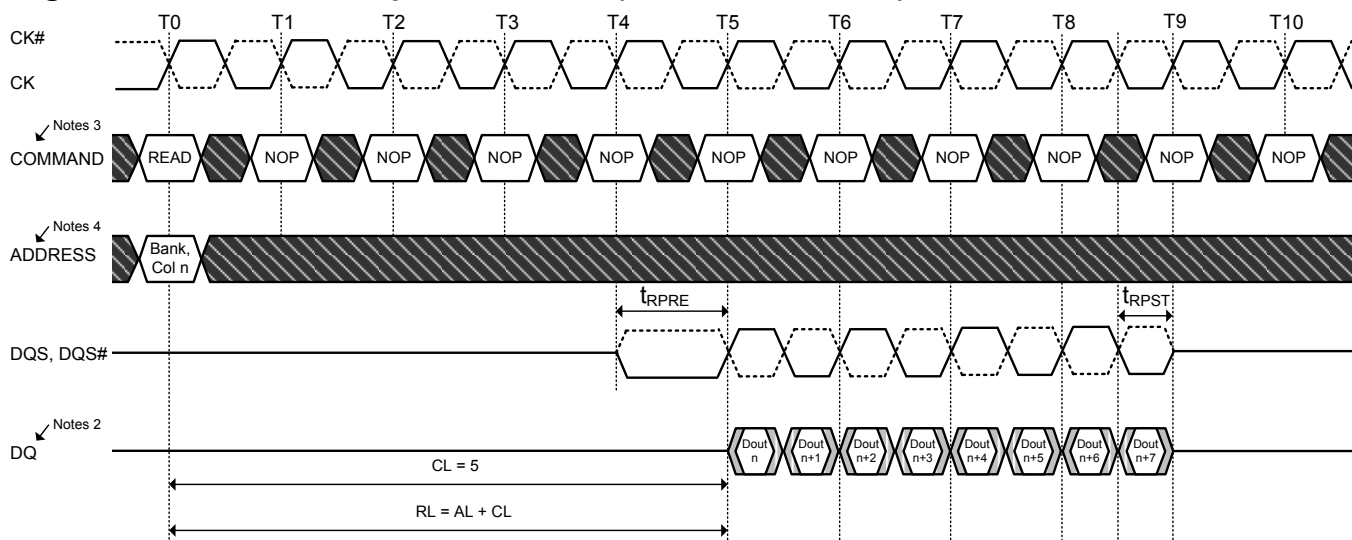 T0 T1 T2 T3 T4 T5 T6 T7 T8 T9 T10
CK#
CK
Notes 3
COMMAND READ NOP NOP NOP NOP NOP NOP NOP NOP NOP NOP
Notes 4
ADDRESS
Bank,
Col n
tRPRE tRPST
DQS, DQS#
Notes 2
DQ
Dout n
Dout n+1
Dout n+2
Dout n+3
Dout n+4
Dout n+5
Dout n+6
Dout n+7
CL = 5
RL = AL + CL